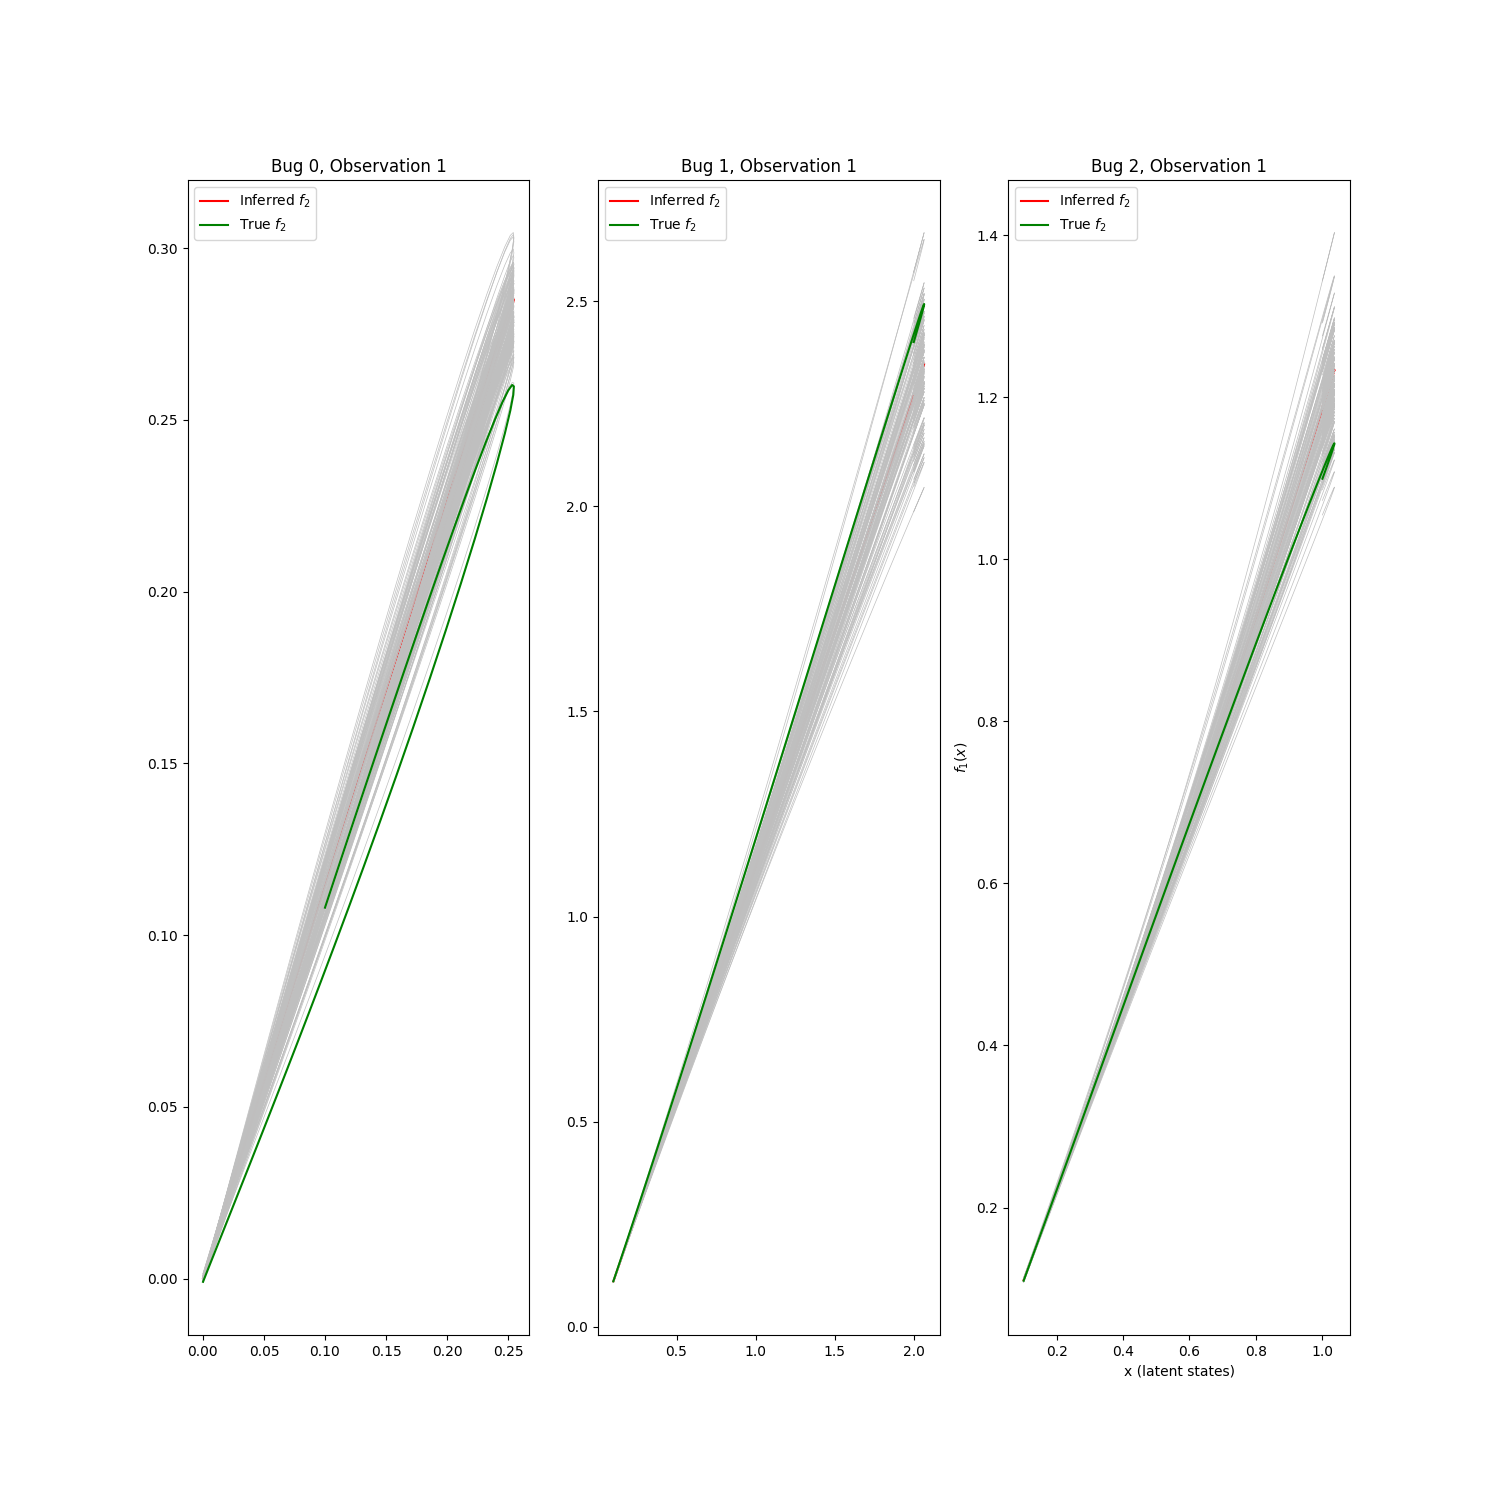 Bug 0, Observation 1
Inferred f₂
True f₂
0.30
0.25
0.20
0.15
0.10
0.05
0.00
0.00 0.05 0.10 0.15 0.20 0.25
Bug 1, Observation 1
Inferred f₂
True f₂
2.5
2.0
1.5
1.0
0.5
0.0
0.5 1.0 1.5 2.0
Bug 2, Observation 1
Inferred f₂
True f₂
f₁(x)
1.4
1.2
1.0
0.8
0.6
0.4
0.2
0.2 0.4 0.6 0.8 1.0
x (latent states)